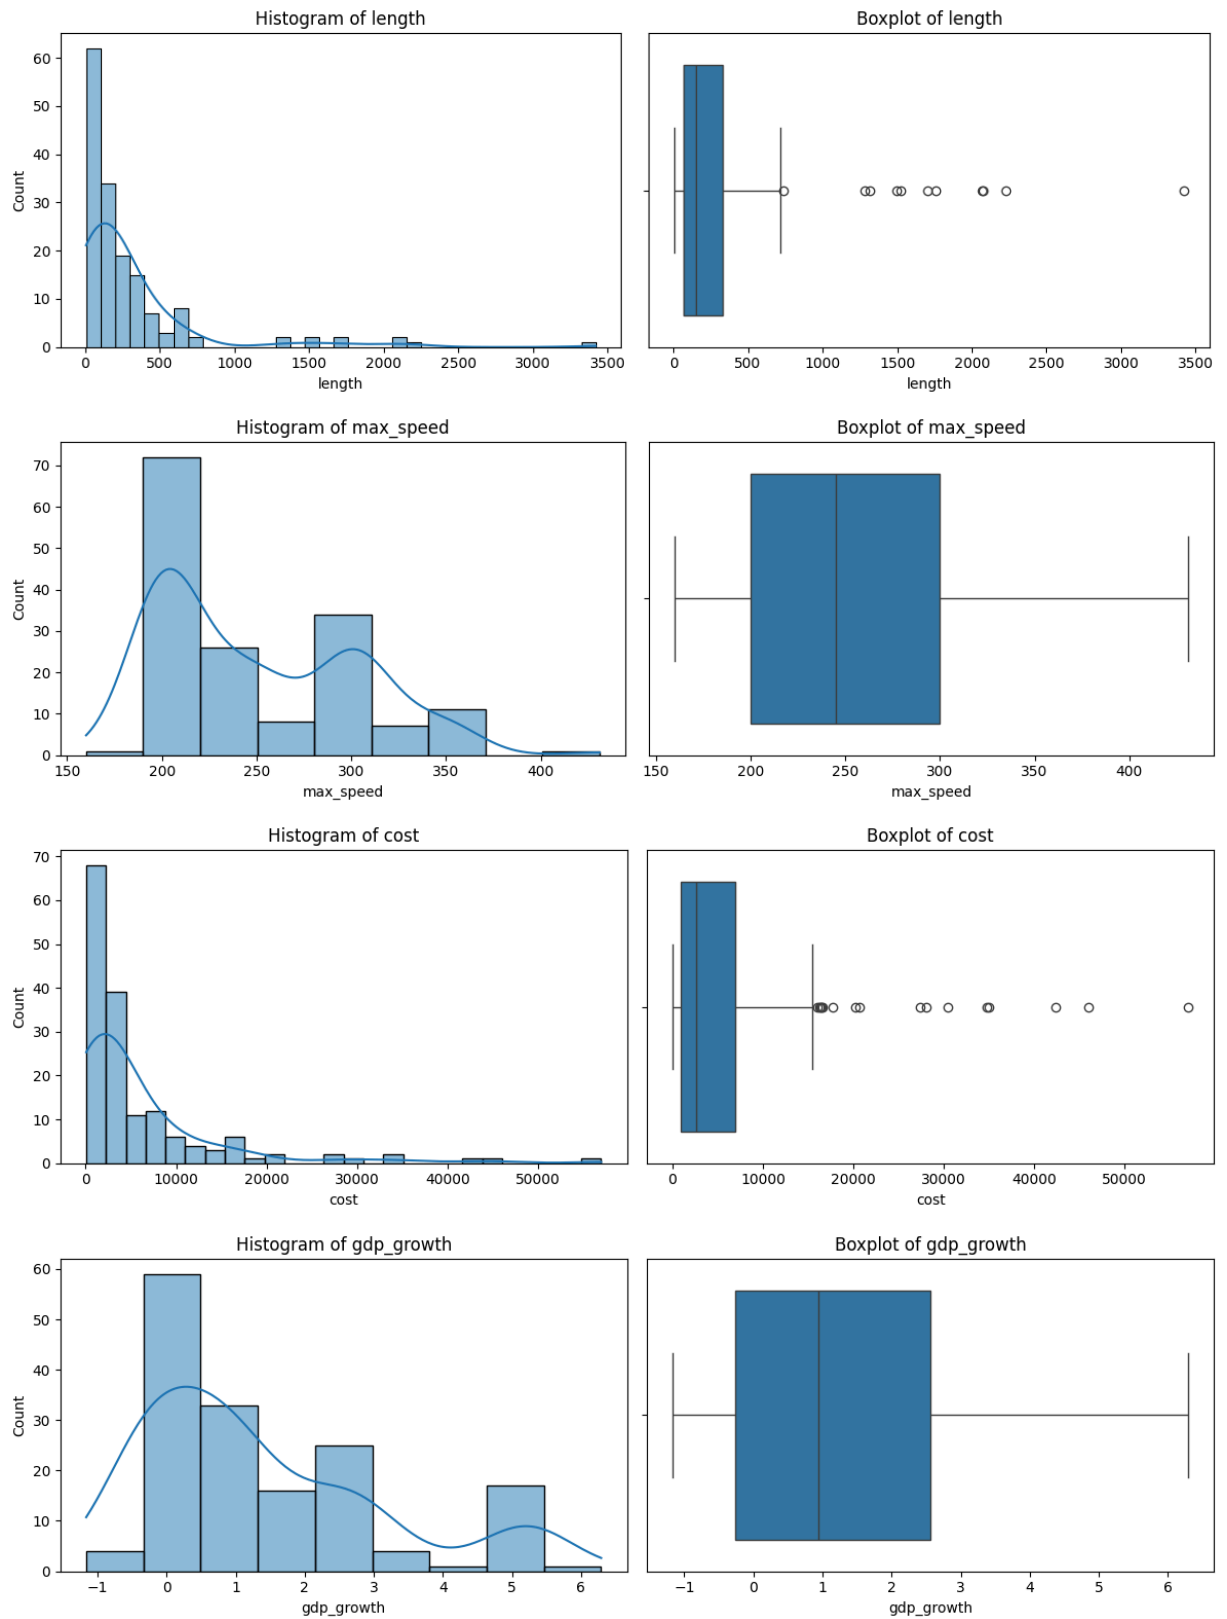 Histogram of length
Boxplot of length
Count
60
50
40
30
20
10
0
0 500 1000 1500 2000 2500 3000 3500
length
0 500 1000 1500 2000 2500 3000 3500
length
Histogram of max_speed
Boxplot of max_speed
Count
70
60
50
40
30
20
10
0
150 200 250 300 350 400
max_speed
150 200 250 300 350 400
max_speed
Histogram of cost
Boxplot of cost
Count
70
60
50
40
30
20
10
0
0 10000 20000 30000 40000 50000
cost
0 10000 20000 30000 40000 50000
cost
Histogram of gdp_growth
Boxplot of gdp_growth
Count
60
50
40
30
20
10
0
−1 0 1 2 3 4 5 6
gdp_growth
−1 0 1 2 3 4 5 6
gdp_growth